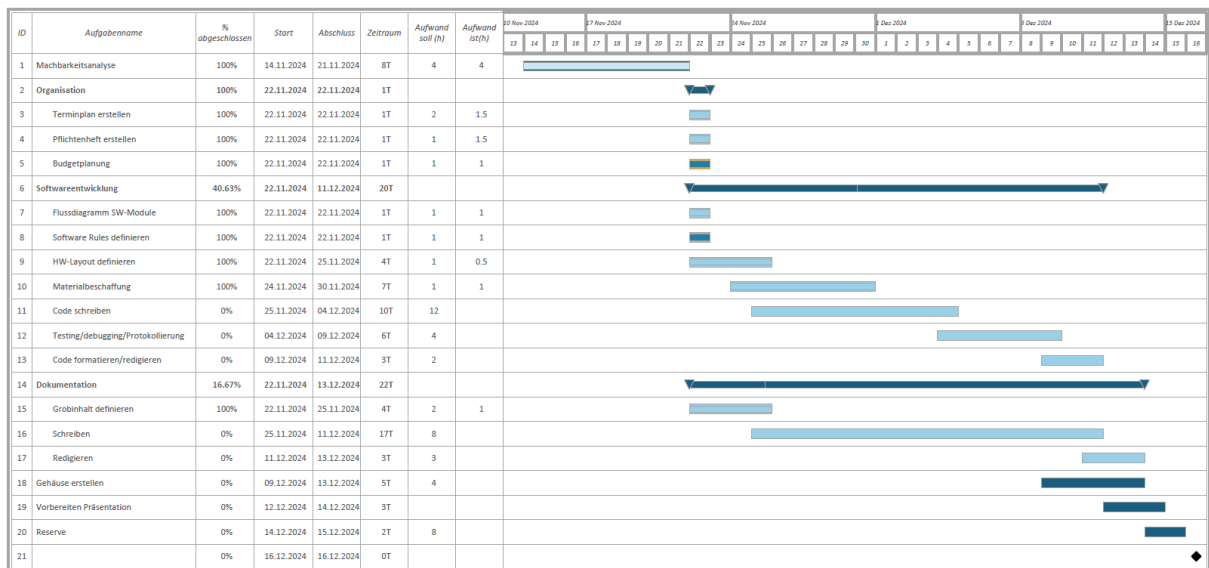 ID Aufgabenname % abgeschlossen Start Abschluss Zeitraum Aufwand soll (h) Aufwand ist(h) 10 Nov 2024 17 Nov 2024 24 Nov 2024 1 Dez 2024 8 Dez 2024 15 Dez 2024
13 14 15 16 17 18 19 20 21 22 23 24 25 26 27 28 29 30 1 2 3 4 5 6 7 8 9 10 11 12 13 14 15 16
1 Machbarkeitsanalyse 100% 14.11.2024 21.11.2024 8T 4 4
2 Organisation 100% 22.11.2024 22.11.2024 1T
3 Terminplan erstellen 100% 22.11.2024 22.11.2024 1T 2 1.5
4 Pflichtenheft erstellen 100% 22.11.2024 22.11.2024 1T 1 1.5
5 Budgetplanung 100% 22.11.2024 22.11.2024 1T 1 1
6 Softwareentwicklung 40.63% 22.11.2024 11.12.2024 20T
7 Flussdiagramm SW-Module 100% 22.11.2024 22.11.2024 1T 1 1
8 Software Rules definieren 100% 22.11.2024 22.11.2024 1T 1 1
9 HW-Layout definieren 100% 22.11.2024 25.11.2024 4T 1 0.5
10 Materialbeschaffung 100% 24.11.2024 30.11.2024 7T 1 1
11 Code schreiben 0% 25.11.2024 04.12.2024 10T 12
12 Testing/debugging/Protokollierung 0% 04.12.2024 09.12.2024 6T 4
13 Code formatieren/redigieren 0% 09.12.2024 11.12.2024 3T 2
14 Dokumentation 16.67% 22.11.2024 13.12.2024 22T
15 Grobinhalt definieren 100% 22.11.2024 25.11.2024 4T 2 1
16 Schreiben 0% 25.11.2024 11.12.2024 17T 8
17 Redigieren 0% 11.12.2024 13.12.2024 3T 3
18 Gehäuse erstellen 0% 09.12.2024 13.12.2024 5T 4
19 Vorbereiten Präsentation 0% 12.12.2024 14.12.2024 3T
20 Reserve 0% 14.12.2024 15.12.2024 2T 8
21 0% 16.12.2024 16.12.2024 0T